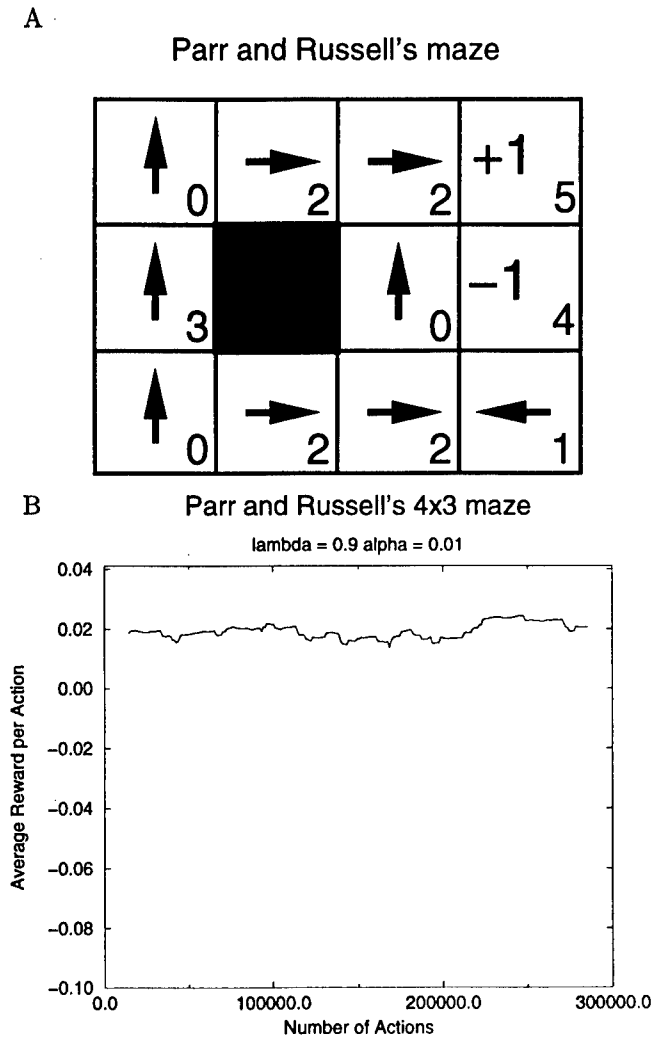 A
Parr and Russell's maze
0 2 2 +1 5
3 0 −1 4
0 2 2 1
B
Parr and Russell's 4x3 maze
lambda = 0.9 alpha = 0.01
Average Reward per Action
0.04
0.02
0.00
−0.02
−0.04
−0.06
−0.08
−0.10
0.0 100000.0 200000.0 300000.0
Number of Actions